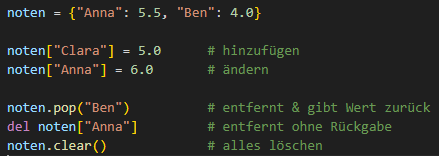 noten = {"Anna": 5.5, "Ben": 4.0}
noten["Clara"] = 5.0 # hinzufügen
noten["Anna"] = 6.0 # ändern
noten.pop("Ben") # entfernt & gibt Wert zurück
del noten["Anna"] # entfernt ohne Rückgabe
noten.clear() # alles löschen